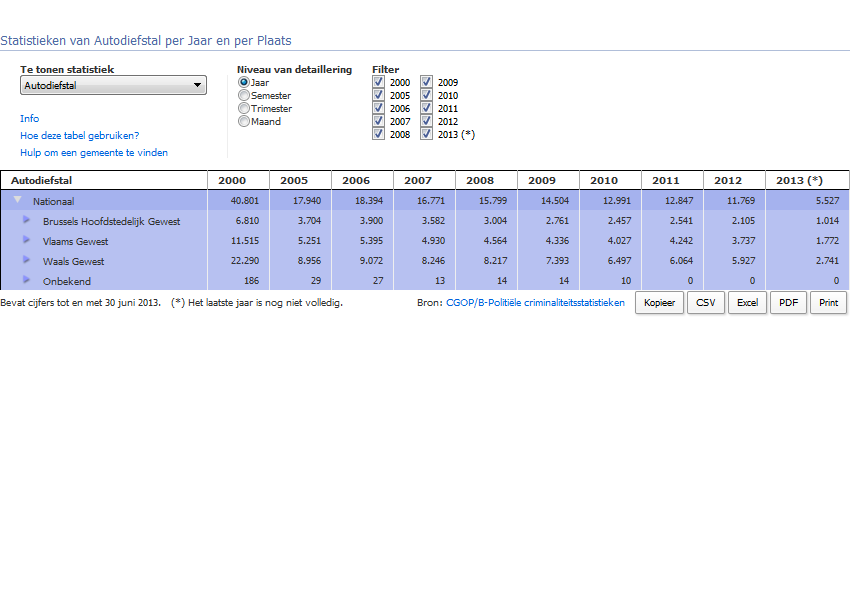 Statistieken van Autodiefstal per Jaar en per Plaats
Te tonen statistiek
Autodiefstal
Info
Hoe deze tabel gebruiken?
Hulp om een gemeente te vinden
Niveau van detaillering
Jaar
Semester
Trimester
Maand
Filter
2000 2009
2005 2010
2006 2011
2007 2012
2008 2013 (*)
Autodiefstal 2000 2005 2006 2007 2008 2009 2010 2011 2012 2013 (*)
Nationaal 40.801 17.940 18.394 16.771 15.799 14.504 12.991 12.847 11.769 5.527
Brussels Hoofdstedelijk Gewest 6.810 3.704 3.900 3.582 3.004 2.761 2.457 2.541 2.105 1.014
Vlaams Gewest 11.515 5.251 5.395 4.930 4.564 4.336 4.027 4.242 3.737 1.772
Waals Gewest 22.290 8.956 9.072 8.246 8.217 7.393 6.497 6.064 5.927 2.741
Onbekend 186 29 27 13 14 14 10 0 0 0
Bevat cijfers tot en met 30 juni 2013. (*) Het laatste jaar is nog niet volledig. Bron: CGOP/B-Politiële criminaliteitsstatistieken Kopieer CSV Excel PDF Print